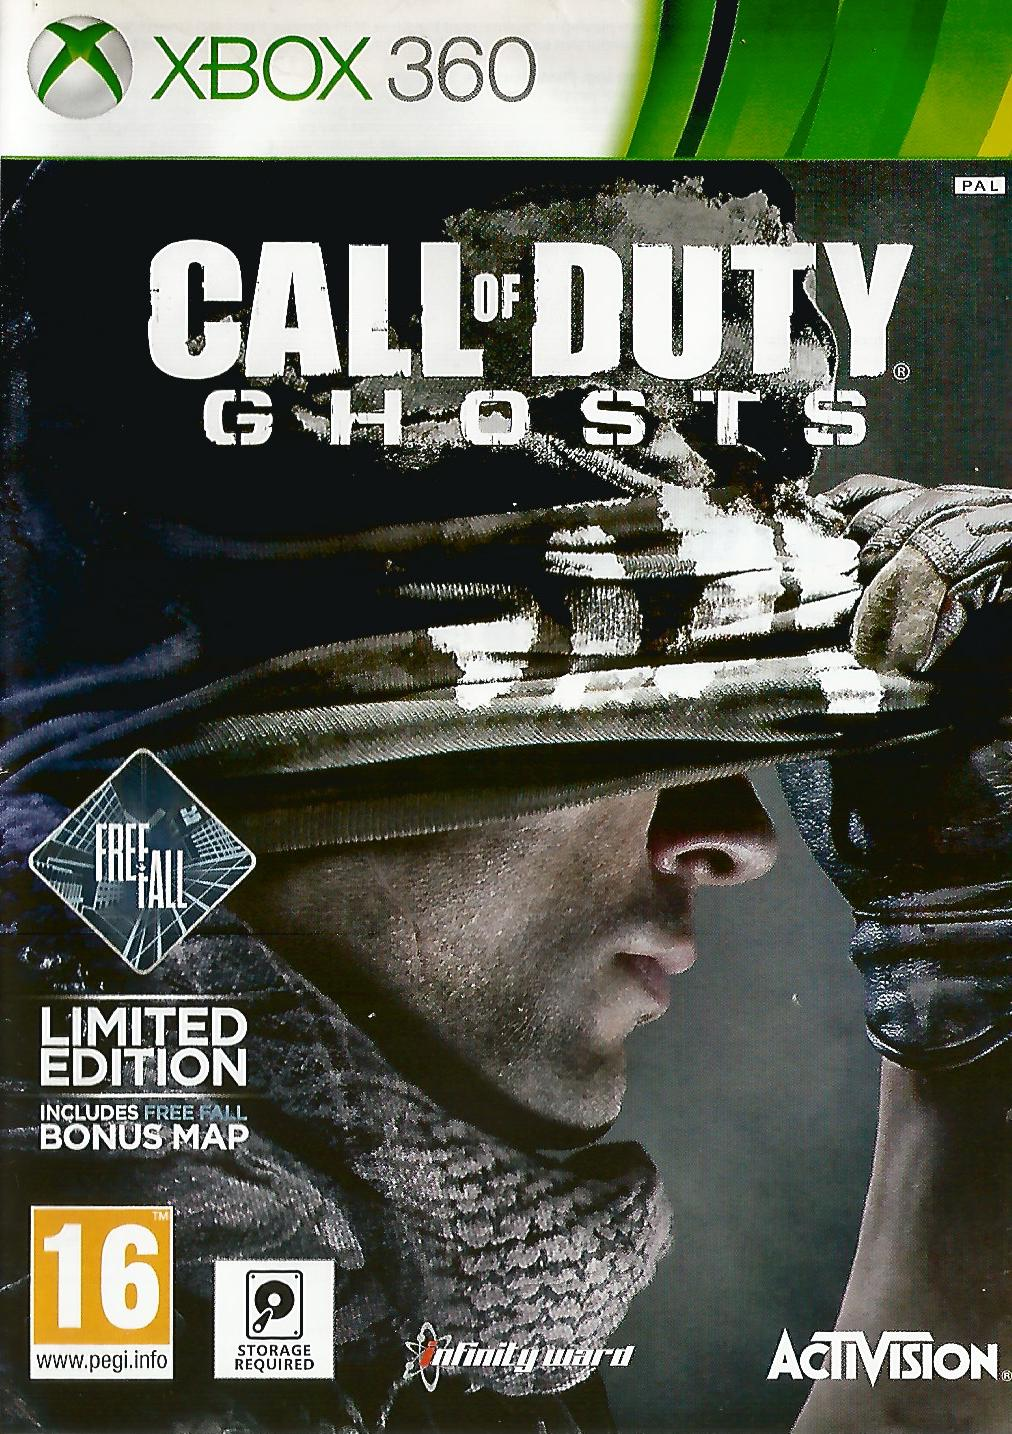 XBOX 360
PAL
CALL OF DUTY®
GHOSTS
FREE
FALL
LIMITED
EDITION
INCLUDES FREE FALL
BONUS MAP
16™
www.pegi.info
STORAGE
REQUIRED
infinity ward
ACTIVISION®